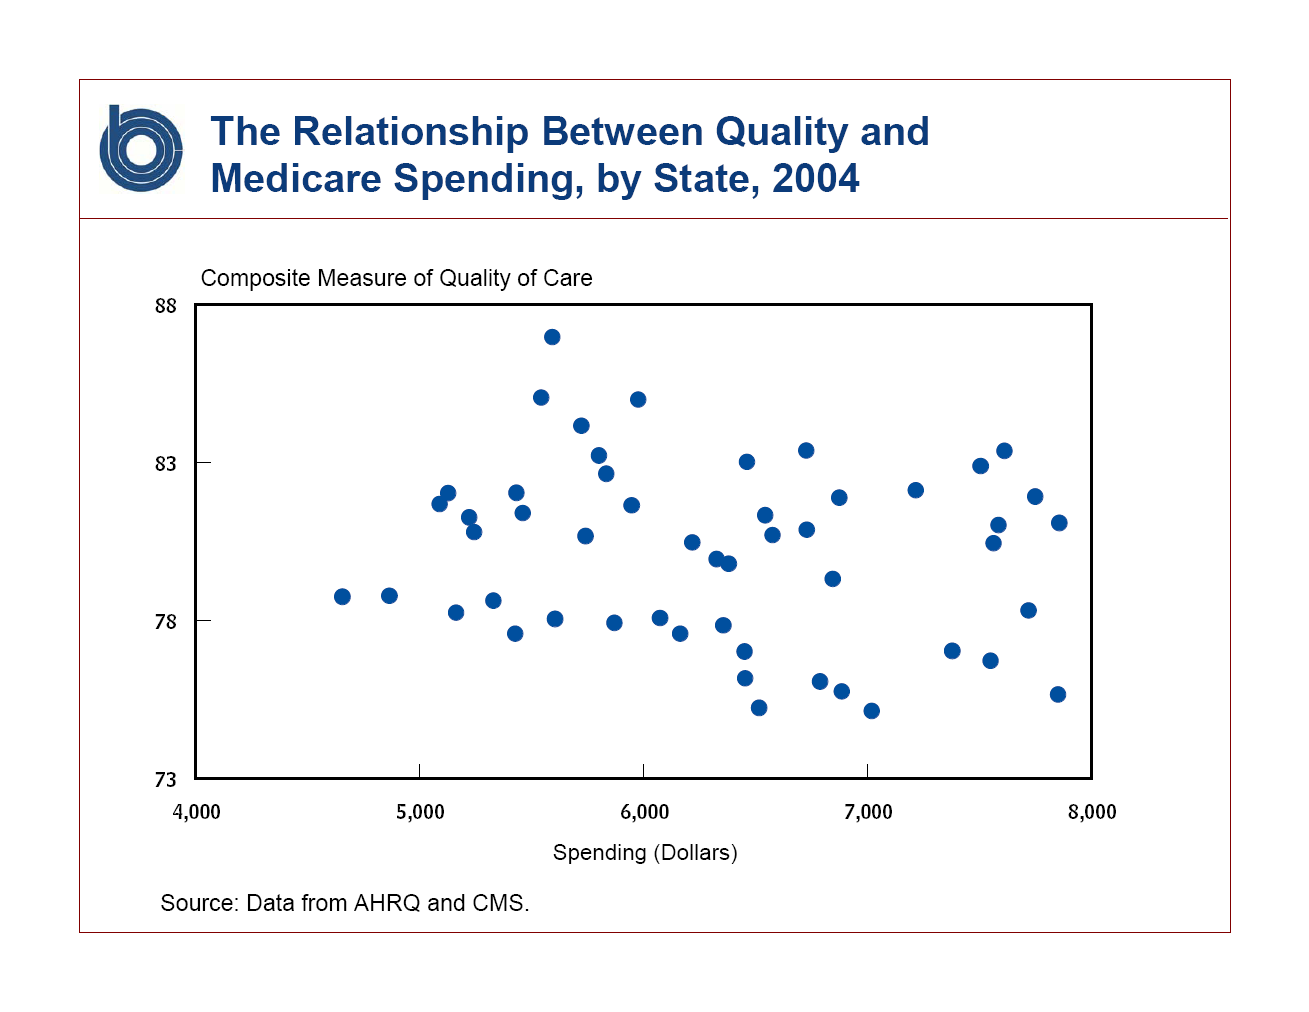 The Relationship Between Quality and
Medicare Spending, by State, 2004
Composite Measure of Quality of Care
88
83
78
73
4,000 5,000 6,000 7,000 8,000
Spending (Dollars)
Source: Data from AHRQ and CMS.